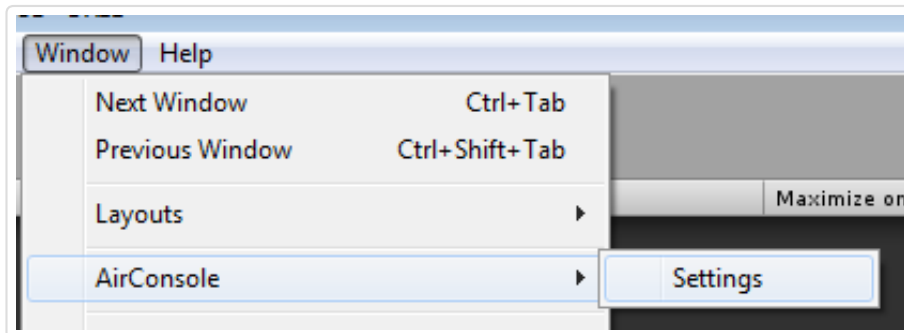 Window Help
Next Window Ctrl+Tab
Previous Window Ctrl+Shift+Tab
Maximize on
Layouts
AirConsole
Settings